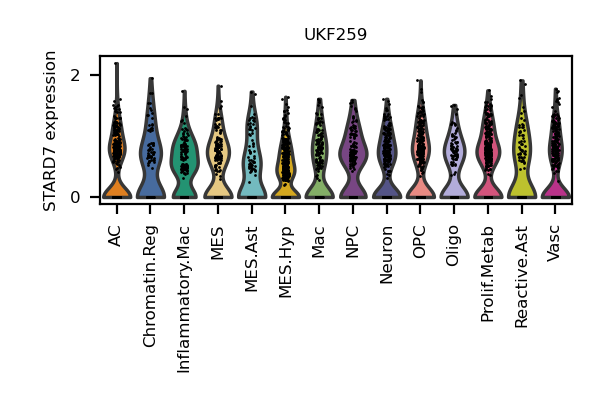 UKF259
STARD7 expression
2
0
AC
Chromatin.Reg
Inflammatory.Mac
MES
MES.Ast
MES.Hyp
Mac
NPC
Neuron
OPC
Oligo
Prolif.Metab
Reactive.Ast
Vasc